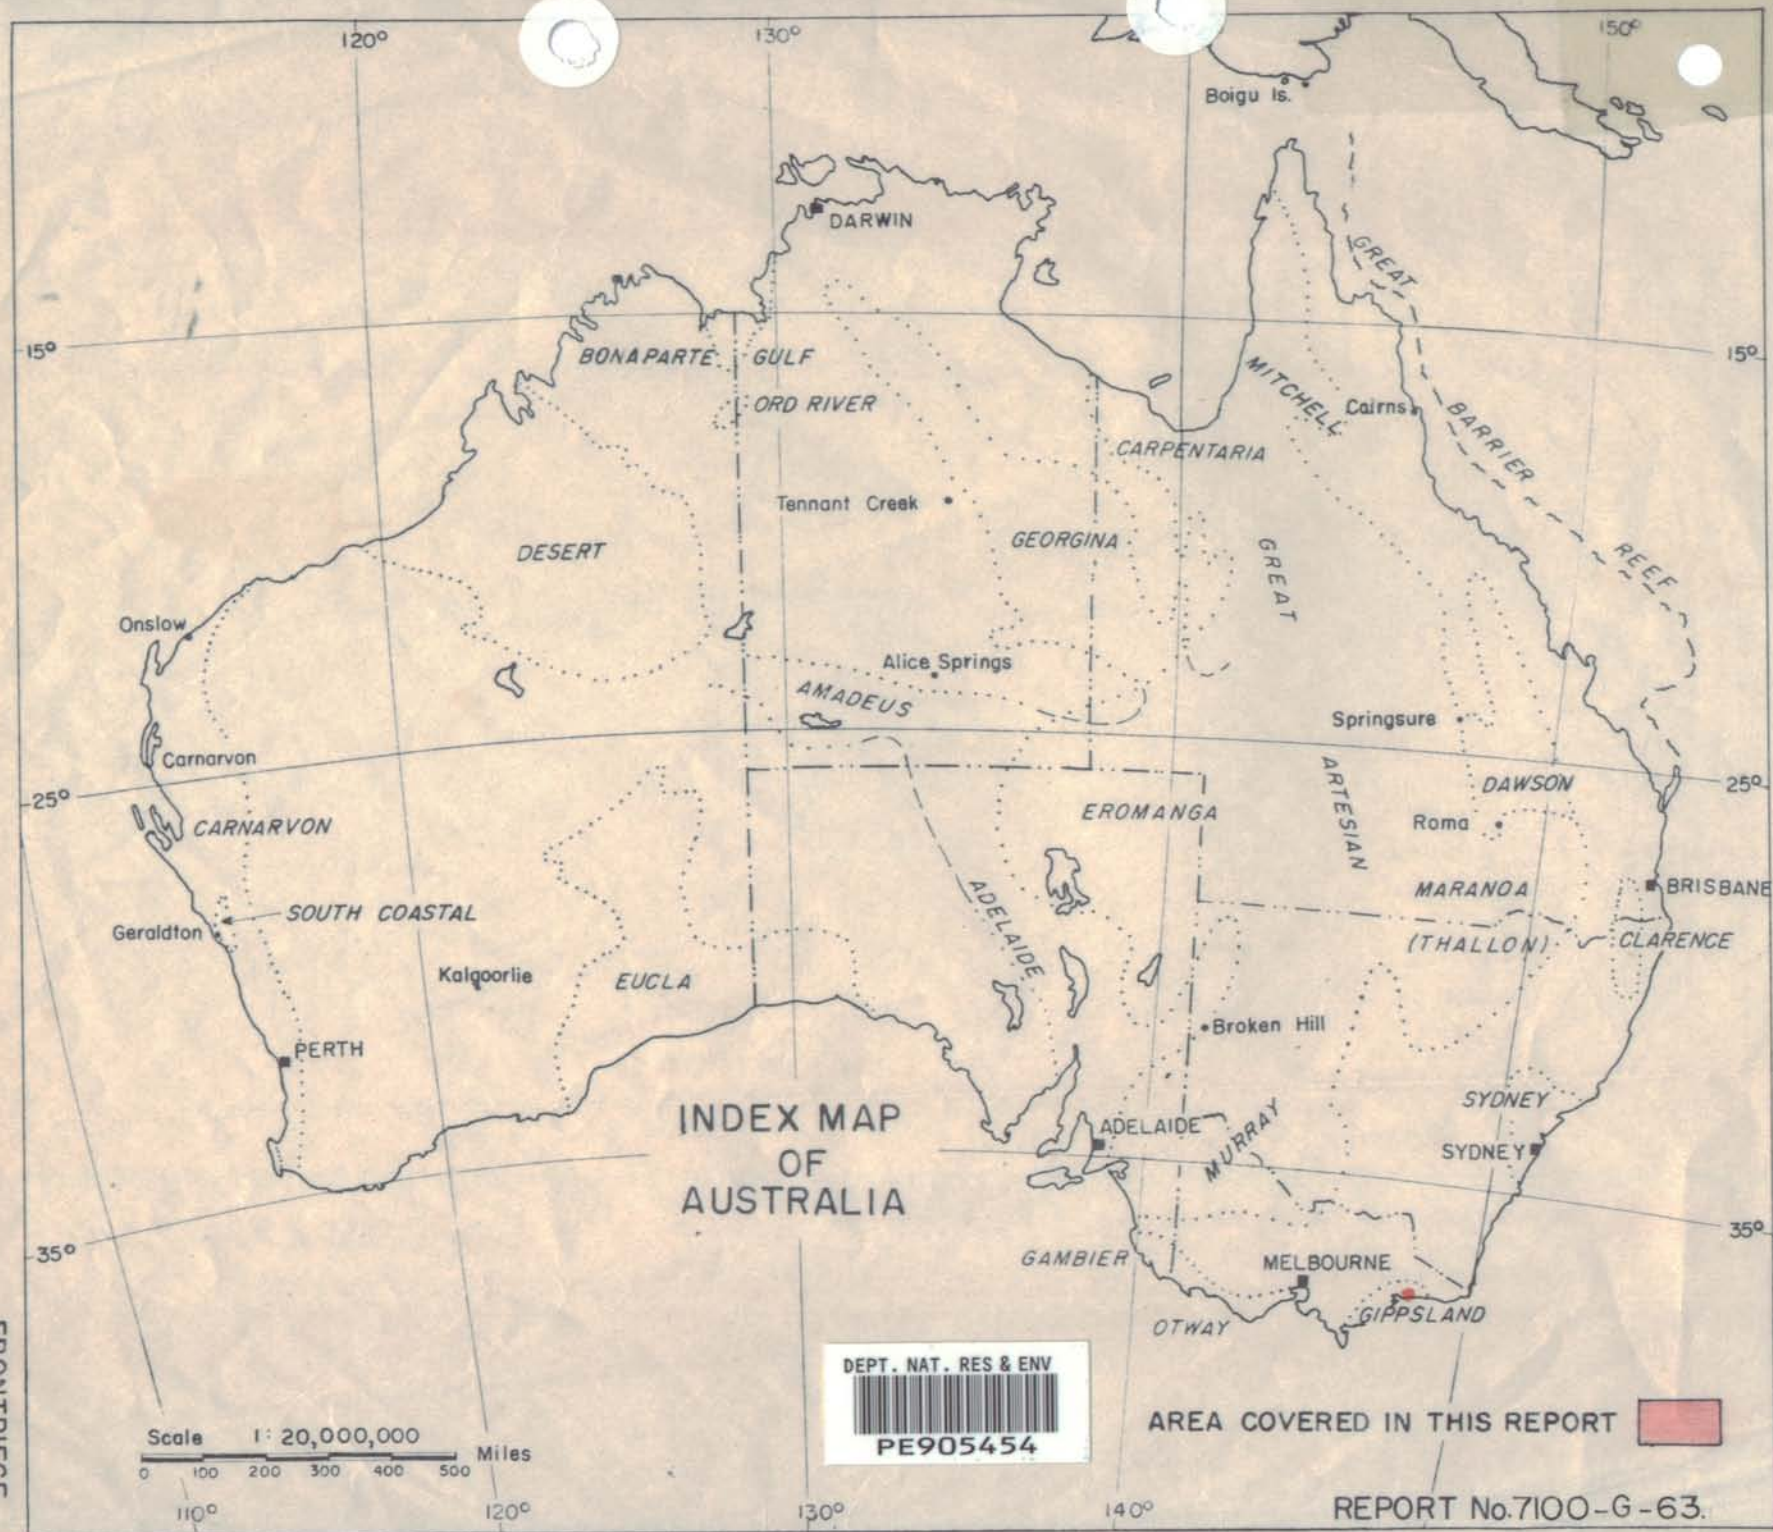 120° 130° 150°
Boigu Is.
DARWIN
GREAT
15° BONAPARTE GULF 15°
ORD RIVER
MITCHELL
Cairns
BARRIER
CARPENTARIA
Tennant Creek
DESERT
GEORGINA
GREAT
REEF
Onslow
Alice Springs
AMADEUS
Springsure
Carnarvon
ARTESIAN
DAWSON
25° 25°
EROMANGA
Roma
CARNARVON
MARANOA
BRISBANE
SOUTH COASTAL
ADELAIDE
Geraldton
(THALLON)
CLARENCE
Kalgoorlie
EUCLA
Broken Hill
PERTH
SYDNEY
INDEX MAP
OF
AUSTRALIA
ADELAIDE
MURRAY
SYDNEY
35° 35°
GAMBIER
MELBOURNE
GIPPSLAND
OTWAY
DEPT. NAT. RES & ENV
PE905454
AREA COVERED IN THIS REPORT
Scale 1: 20,000,000
Miles
0 100 200 300 400 500
110° 120° 130° 140°
REPORT No.7100-G-63.